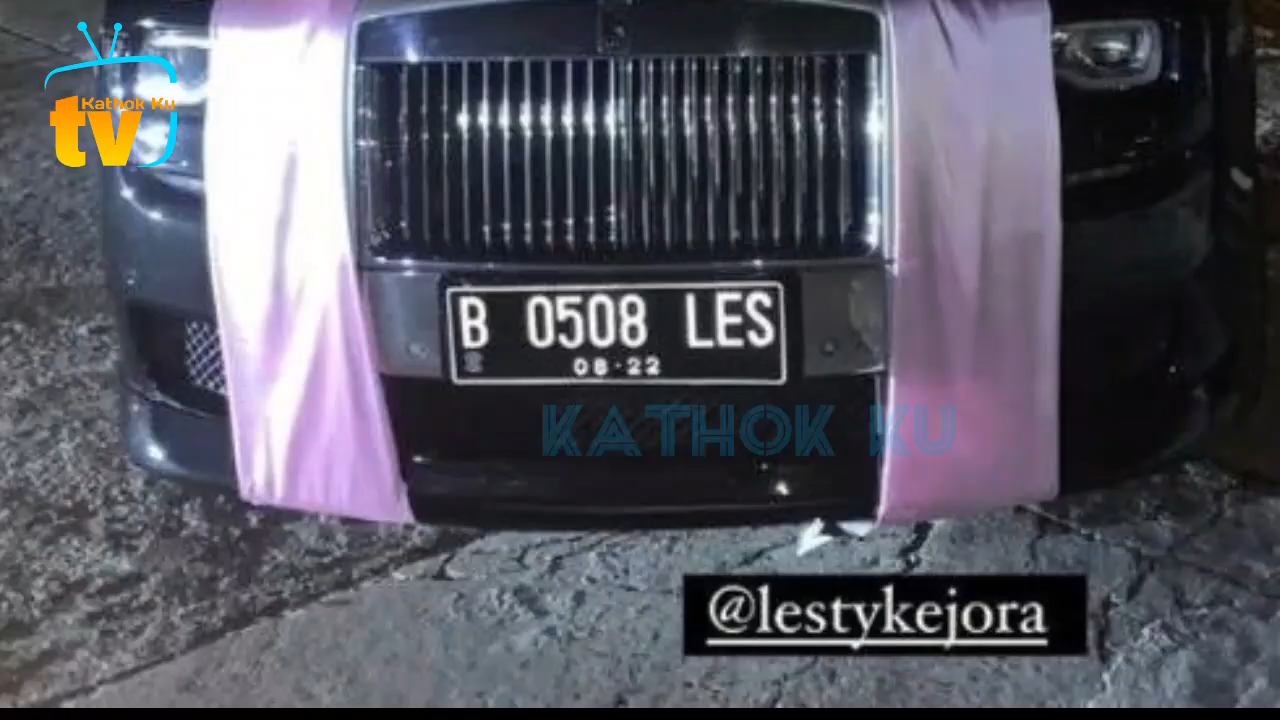 Kathok Ku
tv
B 0508 LES
08·22
KATHOK KU
@lestykejora